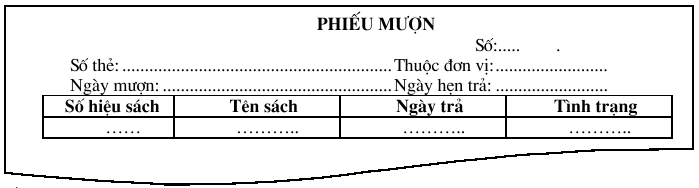 PHIẾU MƯỢN
Số:..... .
Số thẻ: ................................................ Thuộc đơn vị: .........................
Ngày mượn: ......................................... Ngày hẹn trả: .........................
Số hiệu sách Tên sách Ngày trả Tình trạng
…… ……….. ……….. ………..